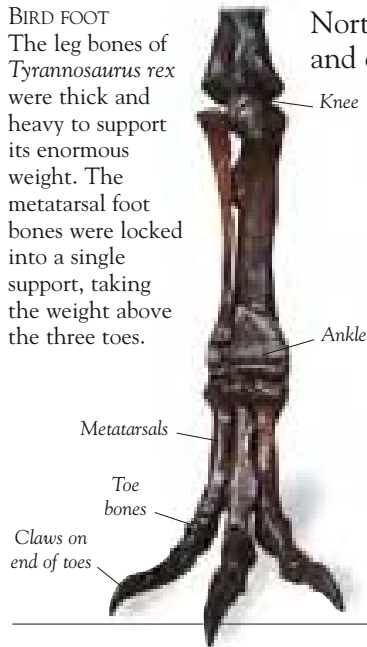 BIRD FOOT
The leg bones of
Tyrannosaurus rex
were thick and
heavy to support
its enormous
weight. The
metatarsal foot
bones were locked
into a single
support, taking
the weight above
the three toes.
Knee
Ankle
Metatarsals
Toe
bones
Claws on
end of toes